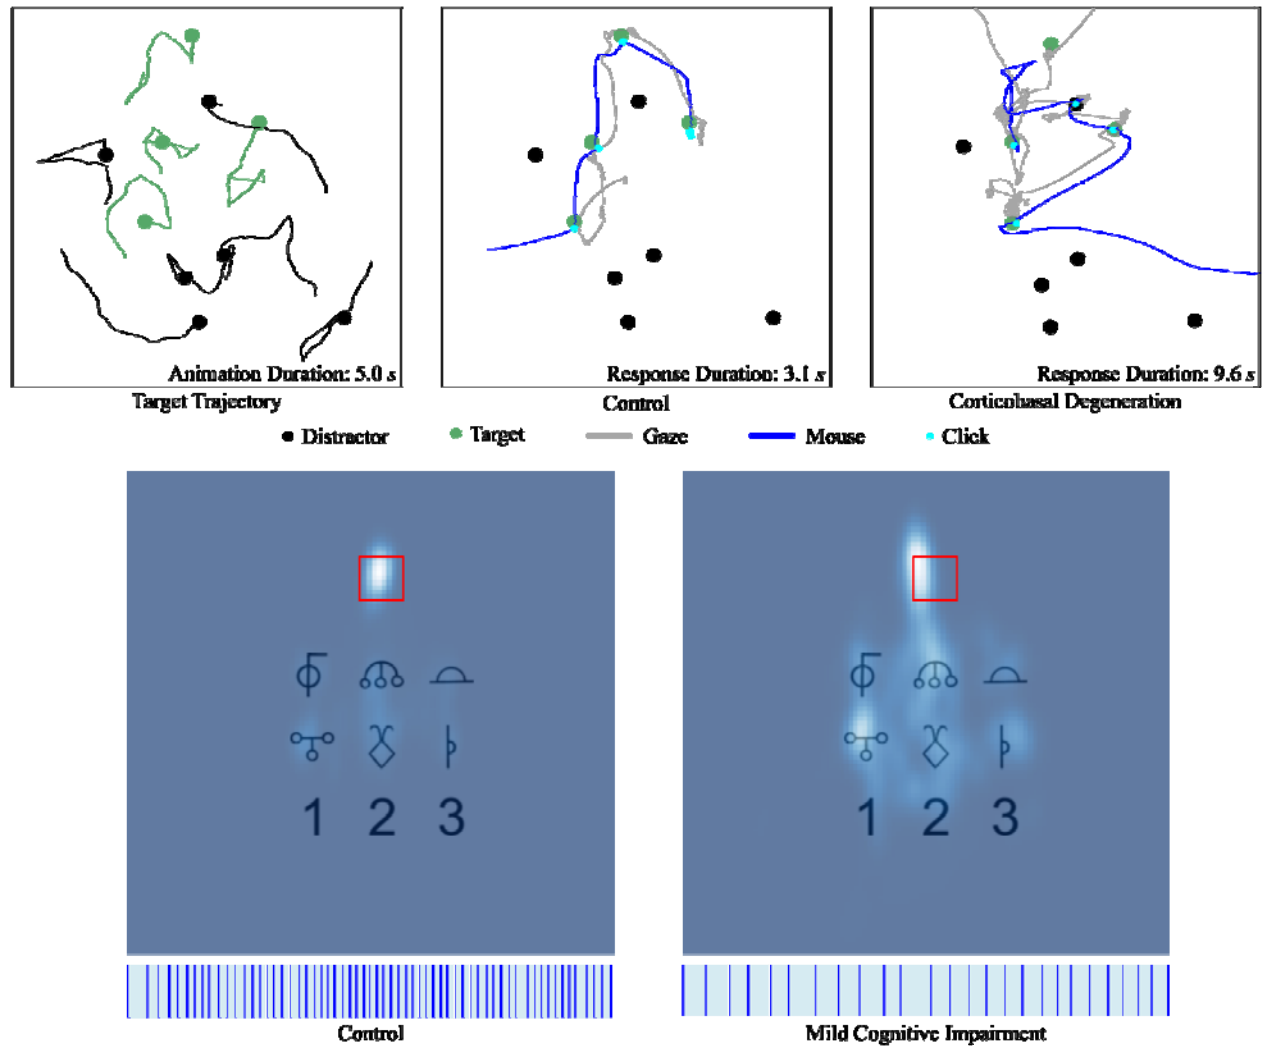 Animation Duration: 5.0 s
Response Duration: 3.1 s
Response Duration: 9.6 s
Target Trajectory
Control
Corticobasal Degeneration
Distractor
Target
Gaze
Mouse
Click
1 2 3
1 2 3
Control
Mild Cognitive Impairment